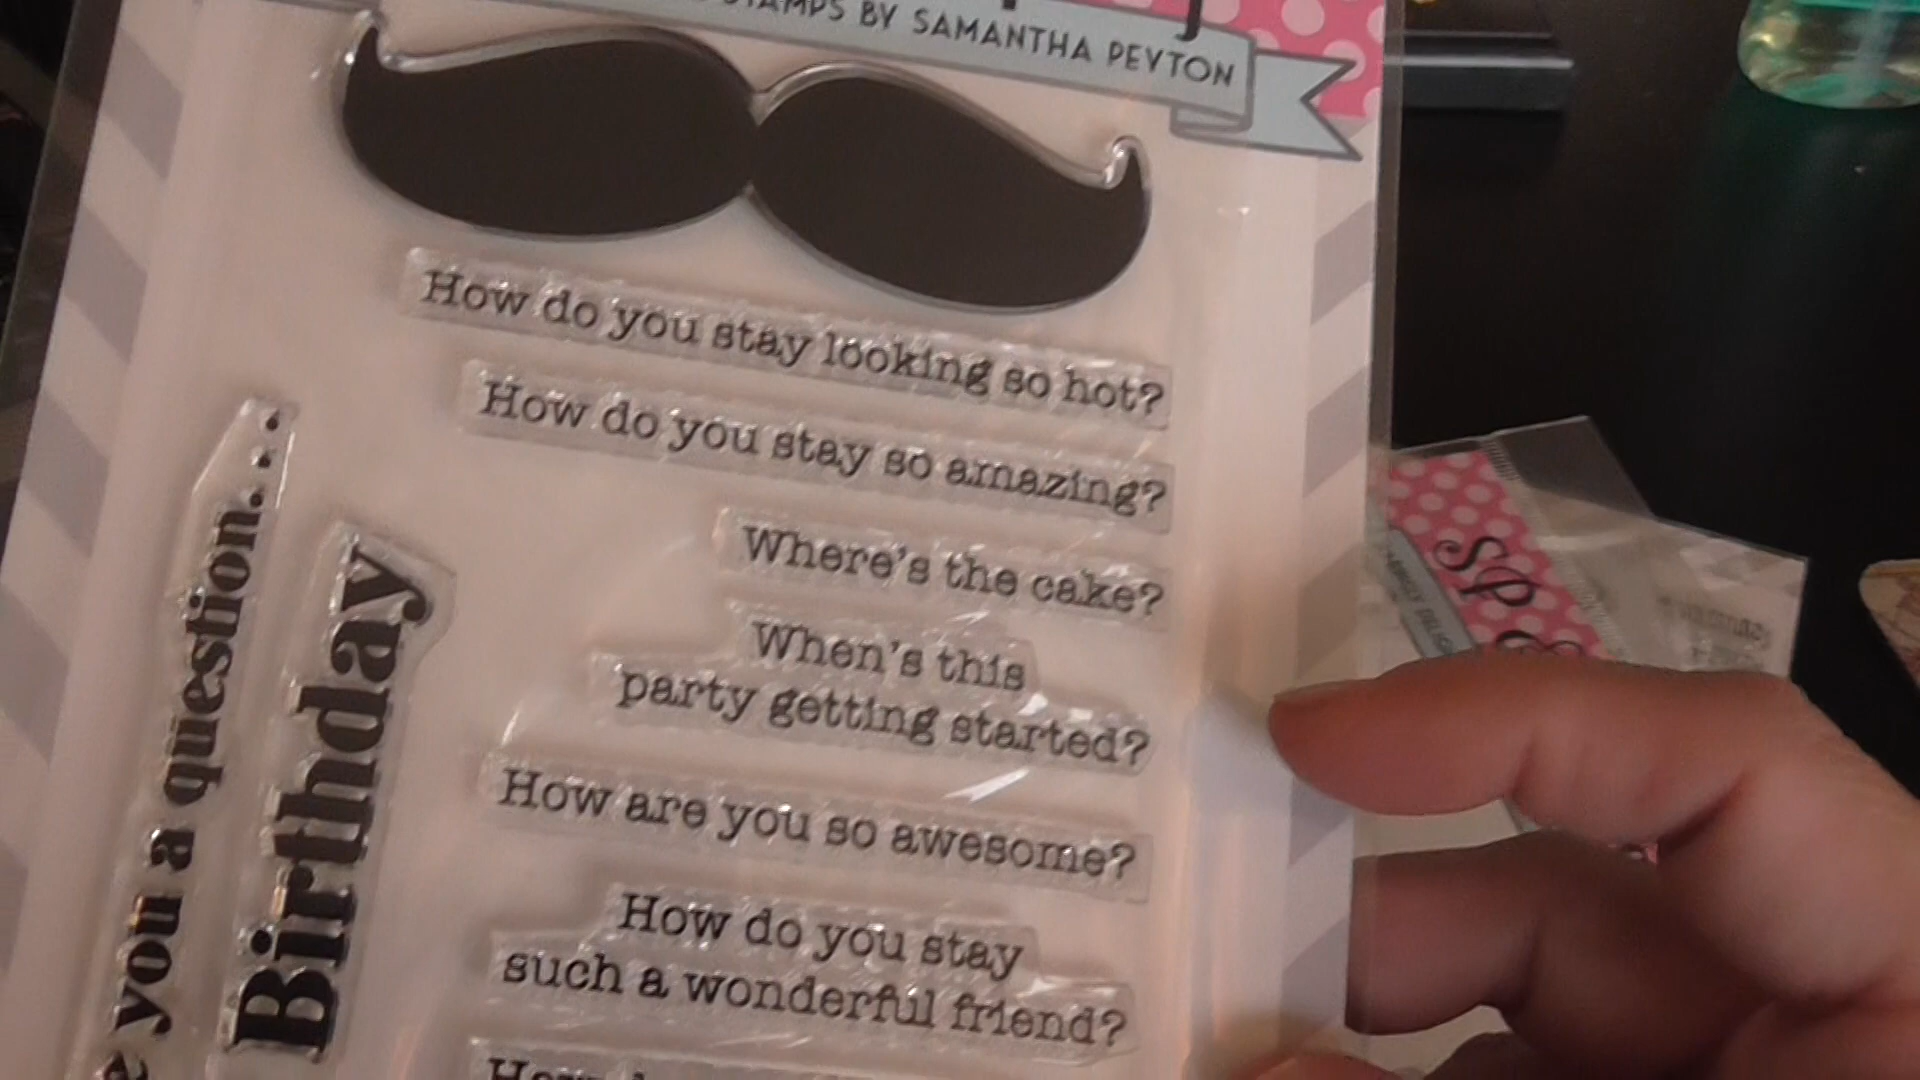 STAMPS BY SAMANTHA PEYTON
How do you stay looking so hot?
How do you stay so amazing?
Where's the cake?
When's this
party getting started?
How are you so awesome?
How do you stay
such a wonderful friend?
How
you a question...
Birthday